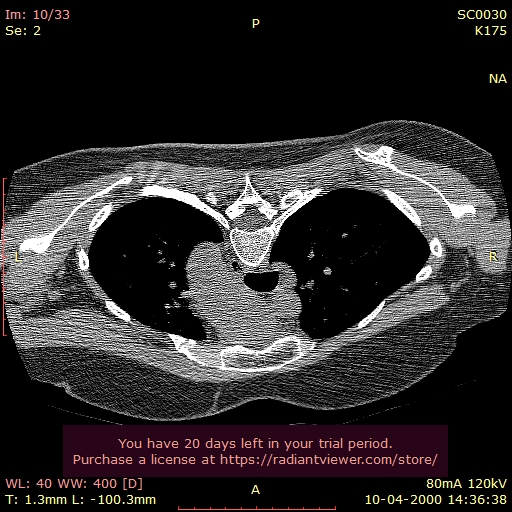 Im: 10/33
Se: 2
P
SC0030
K175
NA
L
R
You have 20 days left in your trial period.
Purchase a license at https://radiantviewer.com/store/
WL: 40 WW: 400 [D]
T: 1.3mm L: -100.3mm
A
80mA 120kV
10-04-2000 14:36:38